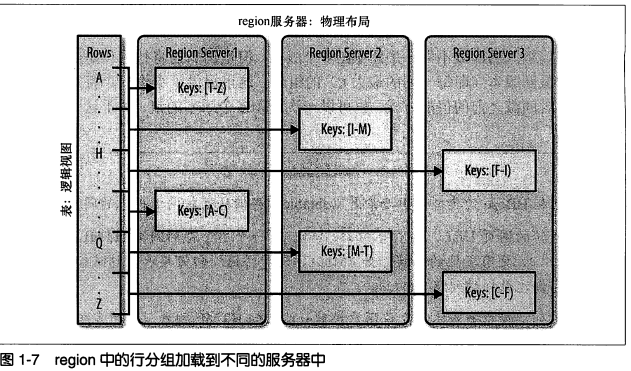 region服务器：物理布局
Rows
Region Server 1
Region Server 2
Region Server 3
表：逻辑视图
A
H
Q
Z
Keys: [T-Z)
Keys: [I-M)
Keys: [F-I)
Keys: [A-C)
Keys: [M-T)
Keys: [C-F)
图 1-7 region 中的行分组加载到不同的服务器中